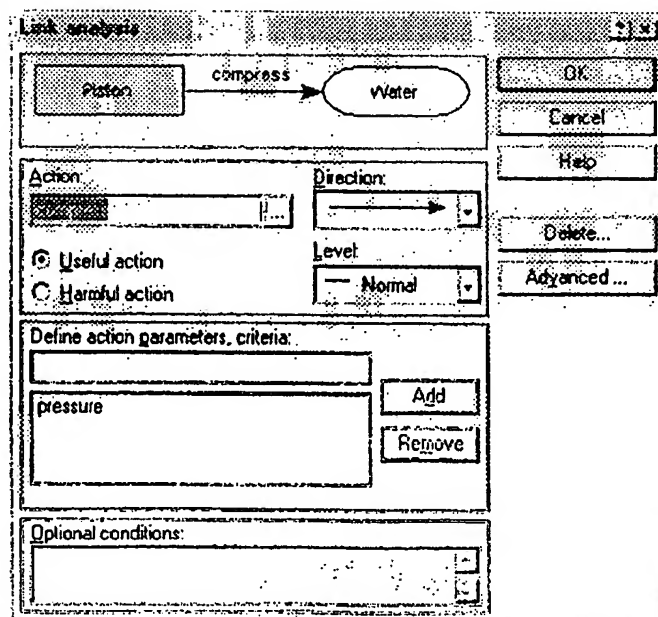 Link analysis
compress
Piston
Water
OK
Cancel
Help
Action:
Direction:
...
Useful action
Harmful action
Level:
Normal
Delete...
Advanced ...
Define action parameters, criteria:
Add
pressure
Remove
Optional conditions: